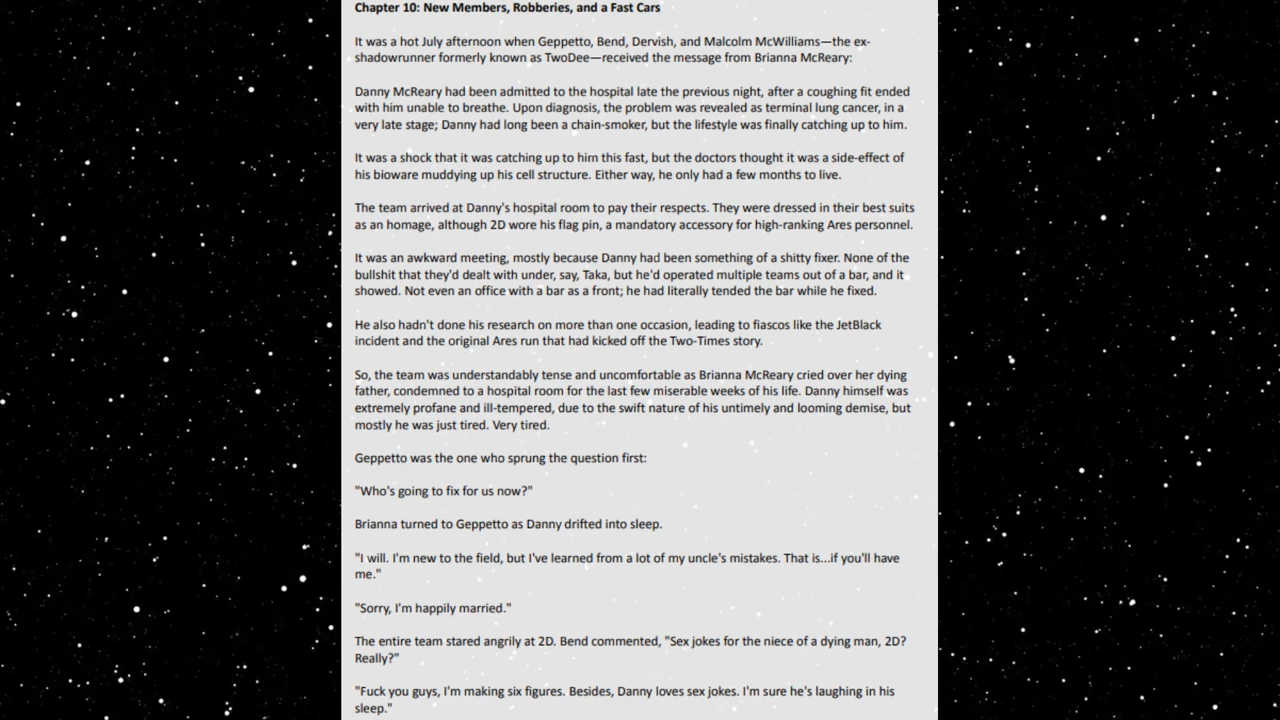 Chapter 10: New Members, Robberies, and a Fast Cars
It was a hot July afternoon when Geppetto, Bend, Dervish, and Malcolm McWilliams—the ex-
shadowrunner formerly known as TwoDee—received the message from Brianna McReary:
Danny McReary had been admitted to the hospital late the previous night, after a coughing fit ended
with him unable to breathe. Upon diagnosis, the problem was revealed as terminal lung cancer, in a
very late stage; Danny had long been a chain-smoker, but the lifestyle was finally catching up to him.
It was a shock that it was catching up to him this fast, but the doctors thought it was a side-effect of
his bioware muddying up his cell structure. Either way, he only had a few months to live.
The team arrived at Danny's hospital room to pay their respects. They were dressed in their best suits
as an homage, although 2D wore his flag pin, a mandatory accessory for high-ranking Ares personnel.
It was an awkward meeting, mostly because Danny had been something of a shitty fixer. None of the
bullshit that they'd dealt with under, say, Taka, but he'd operated multiple teams out of a bar, and it
showed. Not even an office with a bar as a front; he had literally tended the bar while he fixed.
He also hadn't done his research on more than one occasion, leading to fiascos like the JetBlack
incident and the original Ares run that had kicked off the Two-Times story.
So, the team was understandably tense and uncomfortable as Brianna McReary cried over her dying
father, condemned to a hospital room for the last few miserable weeks of his life. Danny himself was
extremely profane and ill-tempered, due to the swift nature of his untimely and looming demise, but
mostly he was just tired. Very tired.
Geppetto was the one who sprung the question first:
"Who's going to fix for us now?"
Brianna turned to Geppetto as Danny drifted into sleep.
"I will. I'm new to the field, but I've learned from a lot of my uncle's mistakes. That is...if you'll have
me."
"Sorry, I'm happily married."
The entire team stared angrily at 2D. Bend commented, "Sex jokes for the niece of a dying man, 2D?
Really?"
"Fuck you guys, I'm making six figures. Besides, Danny loves sex jokes. I'm sure he's laughing in his
sleep."